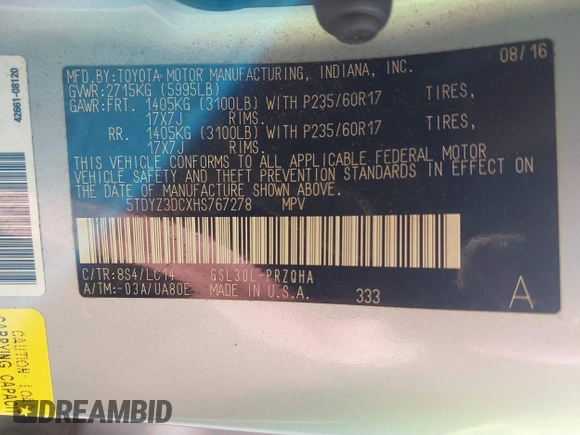 MFD.BY:TOYOTA MOTOR MANUFACTURING, INDIANA, INC. 08/16
GVWR:2715KG (5995LB)
GAWR:FRT. 1405KG (3100LB) WITH P235/60R17 TIRES,
17X7J RIMS.
RR. 1405KG (3100LB) WITH P235/60R17 TIRES,
17X7J RIMS.
THIS VEHICLE CONFORMS TO ALL APPLICABLE FEDERAL MOTOR
VEHICLE SAFETY AND THEFT PREVENTION STANDARDS IN EFFECT ON
THE DATE OF MANUFACTURE SHOWN ABOVE.
5TDYZ3DCXHS767278 MPV
C/TR:8S4/LC14 GSL30L-PRZQHA
A/TM:-03A/UA80E MADE IN U.S.A. 333 A
42661-08120
CARRYING CAPAC
CAUTION
DREAMBID